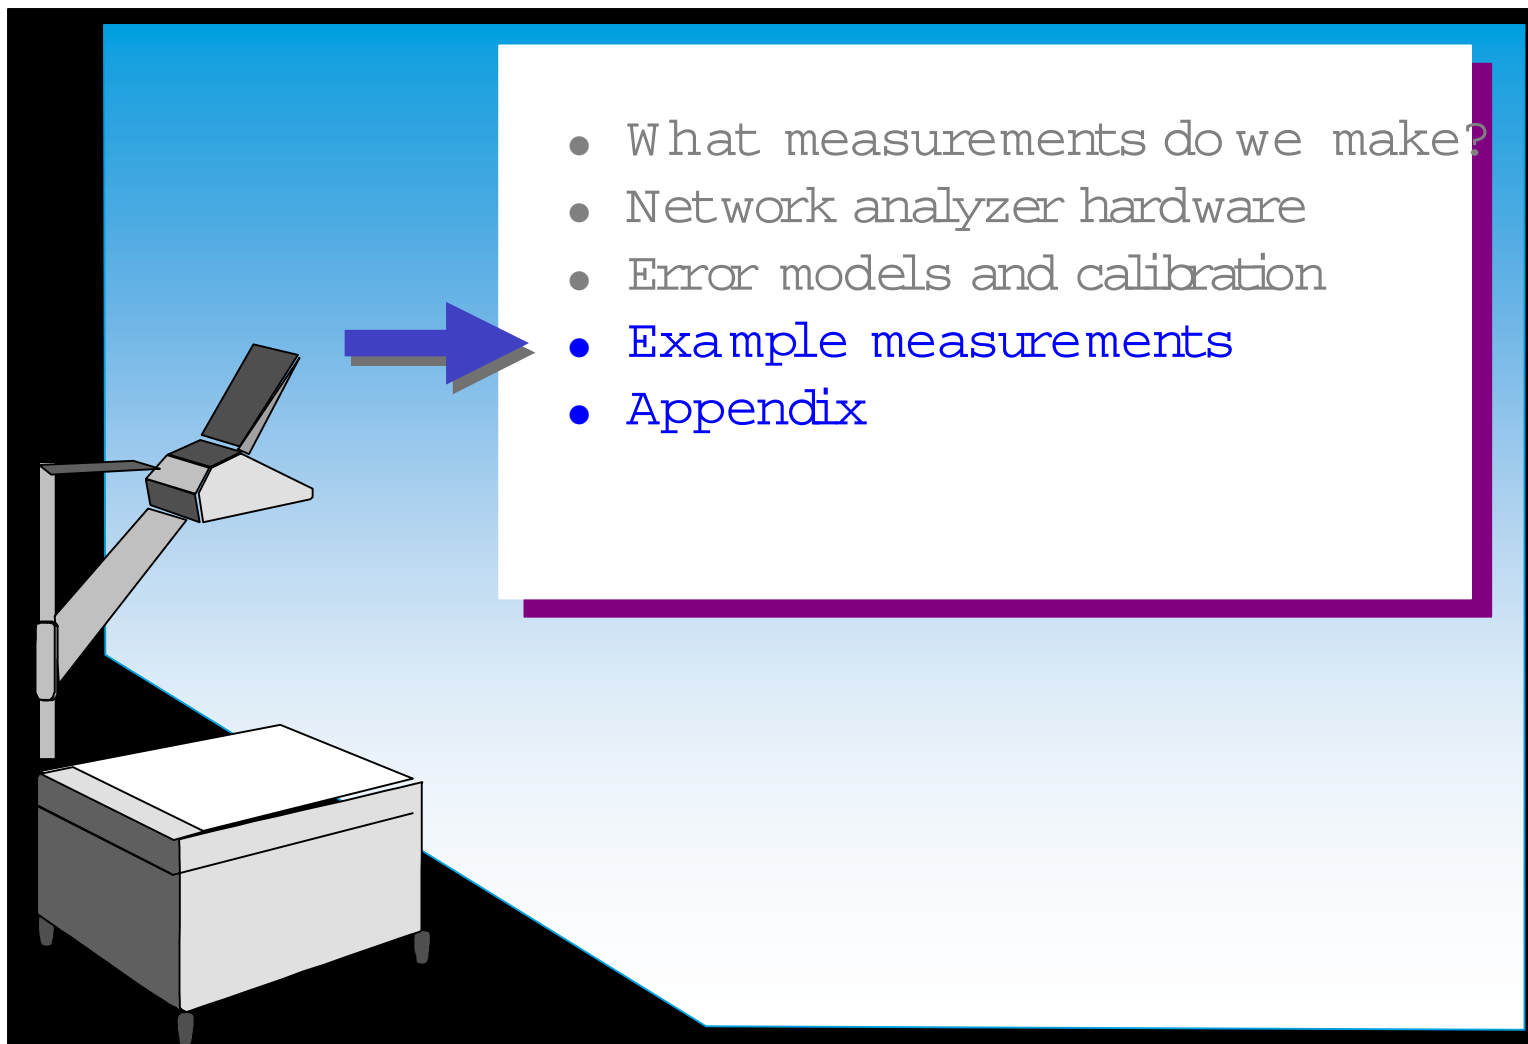 What measurements do we make?
Network analyzer hardware
Error models and calibration
Example measurements
Appendix